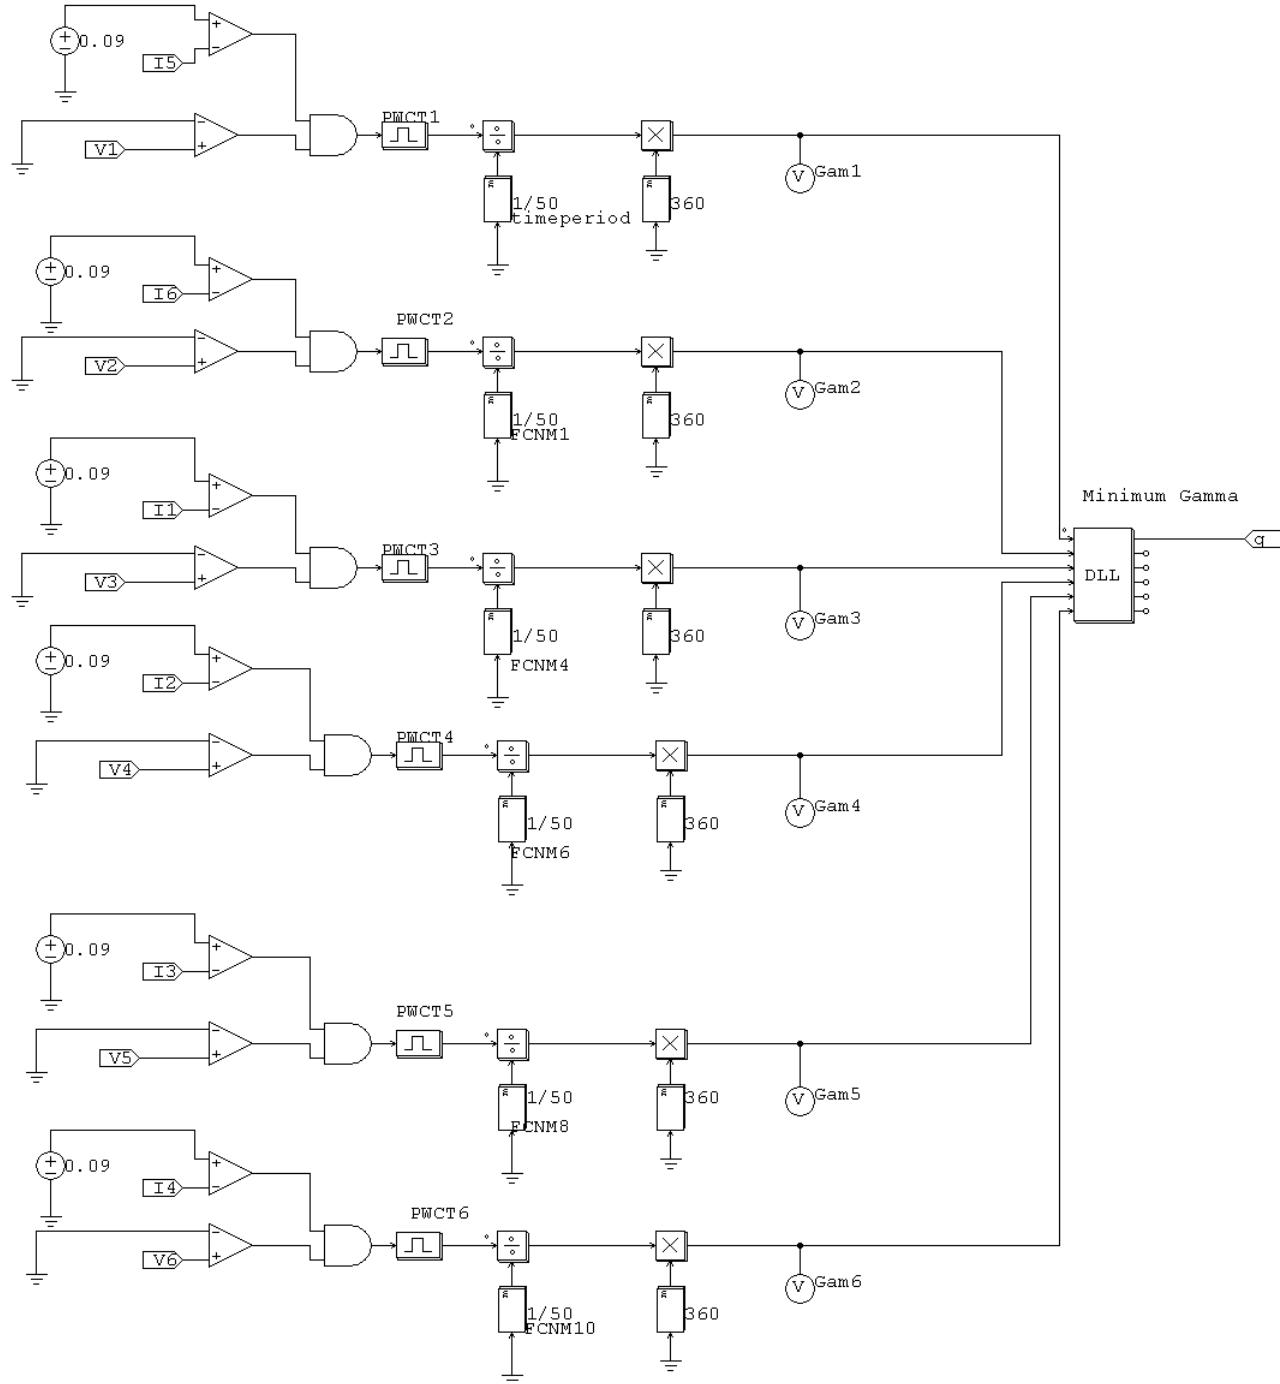 0.09
I5
PWCT1
V1
Gam1
1/50
360
timeperiod
0.09
I6
PWCT2
V2
Gam2
1/50
360
FCNM1
0.09
I1
Minimum Gamma
q
PWCT3
V3
DLL
Gam3
1/50
360
FCNM4
0.09
I2
PWCT4
V4
Gam4
1/50
360
FCNM6
0.09
I3
PWCT5
V5
Gam5
1/50
360
FCNM8
0.09
I4
PWCT6
V6
Gam6
1/50
360
FCNM10